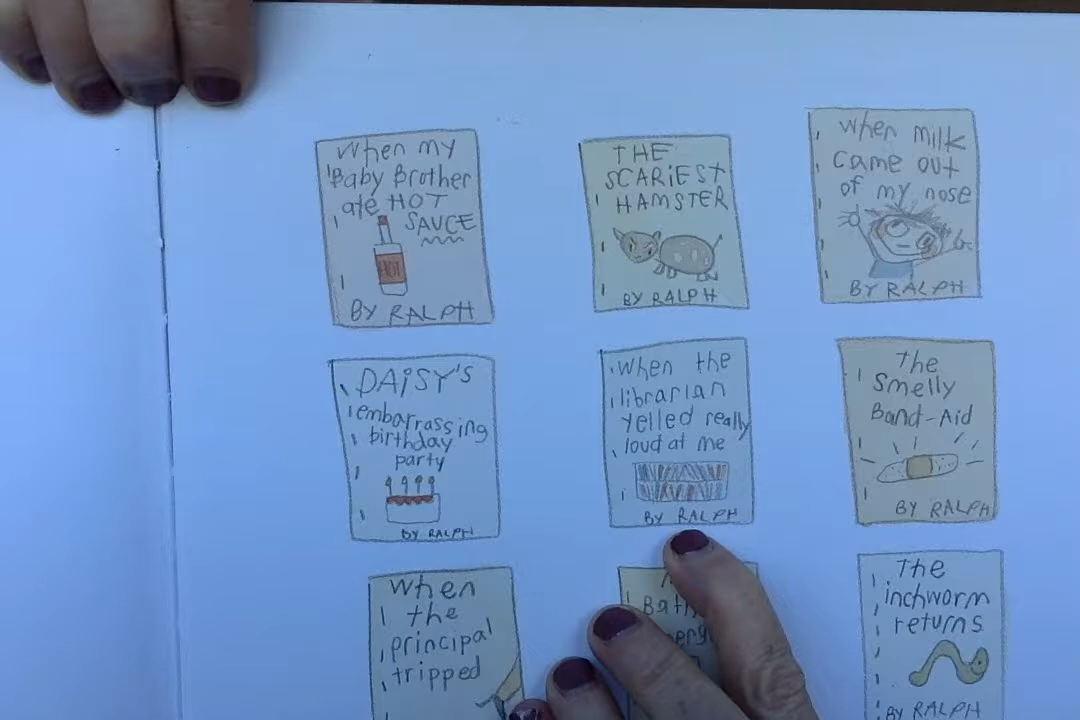 When my
Baby Brother
ate HOT
SAUCE
HOT
BY RALPH
THE
SCARIEST
HAMSTER
BY RALPH
When milk
came out
of my nose
BY RALPH
DAISY'S
embarrassing
birthday
party
BY RALPH
When the
librarian
yelled really
loud at me
BY RALPH
The
Smelly
Band-Aid
BY RALPH
When
the
principal
tripped
The
inchworm
returns
BY RALPH